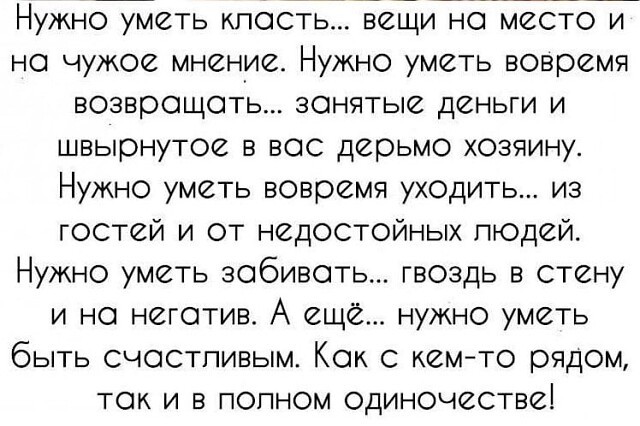 Нужно уметь класть... вещи на место и
на чужое мнение. Нужно уметь вовремя
возвращать... занятые деньги и
швырнутое в вас дерьмо хозяину.
Нужно уметь вовремя уходить... из
гостей и от недостойных людей.
Нужно уметь забивать... гвоздь в стену
и на негатив. А ещё... нужно уметь
быть счастливым. Как с кем-то рядом,
так и в полном одиночестве!